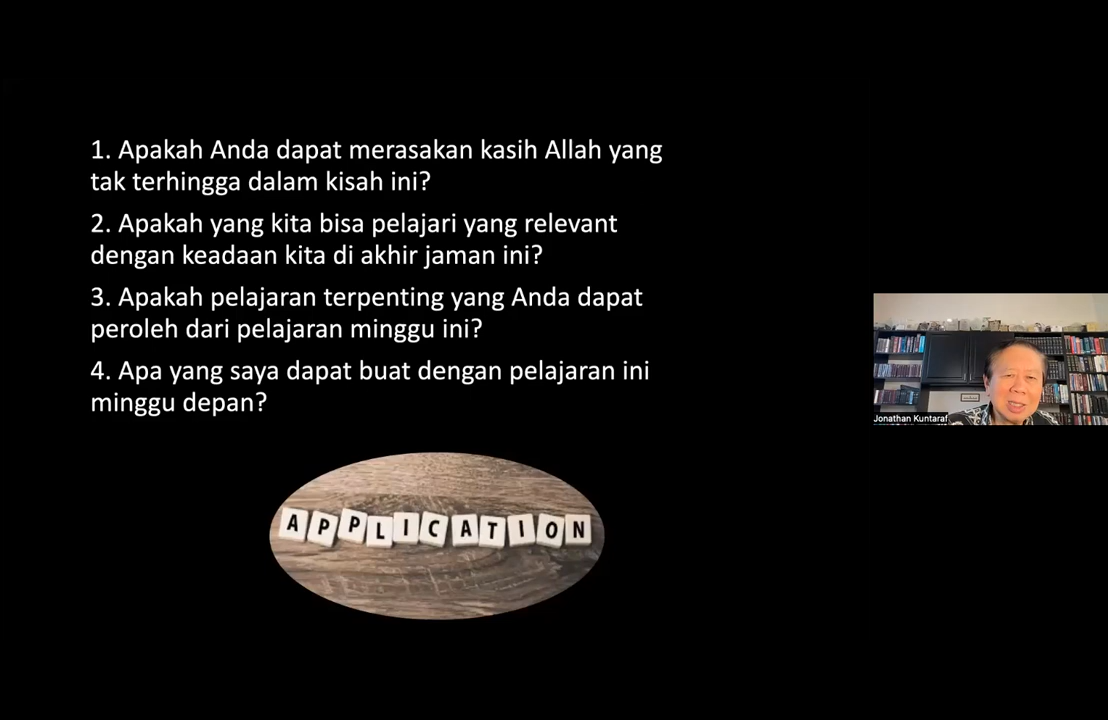 1. Apakah Anda dapat merasakan kasih Allah yang
tak terhingga dalam kisah ini?
2. Apakah yang kita bisa pelajari yang relevant
dengan keadaan kita di akhir jaman ini?
3. Apakah pelajaran terpenting yang Anda dapat
peroleh dari pelajaran minggu ini?
4. Apa yang saya dapat buat dengan pelajaran ini
minggu depan?
Jonathan Kuntaraf
APPLICATION